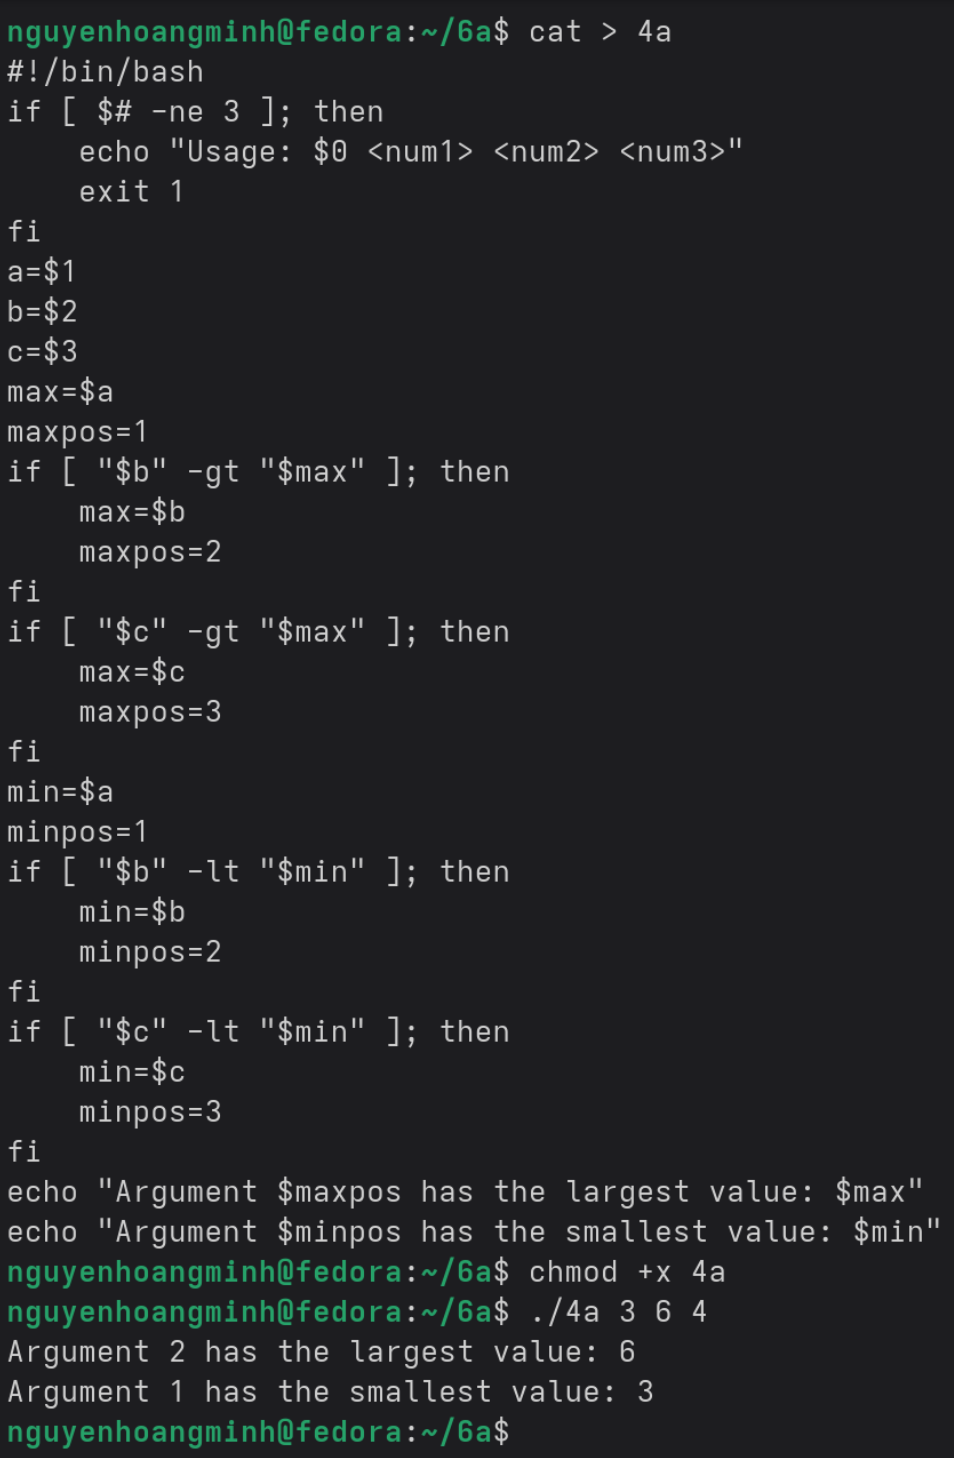 nguyenhoangminh@fedora:~/6a$ cat > 4a
#!/bin/bash
if [ $# -ne 3 ]; then
    echo "Usage: $0 <num1> <num2> <num3>"
    exit 1
fi
a=$1
b=$2
c=$3
max=$a
maxpos=1
if [ "$b" -gt "$max" ]; then
    max=$b
    maxpos=2
fi
if [ "$c" -gt "$max" ]; then
    max=$c
    maxpos=3
fi
min=$a
minpos=1
if [ "$b" -lt "$min" ]; then
    min=$b
    minpos=2
fi
if [ "$c" -lt "$min" ]; then
    min=$c
    minpos=3
fi
echo "Argument $maxpos has the largest value: $max"
echo "Argument $minpos has the smallest value: $min"
nguyenhoangminh@fedora:~/6a$ chmod +x 4a
nguyenhoangminh@fedora:~/6a$ ./4a 3 6 4
Argument 2 has the largest value: 6
Argument 1 has the smallest value: 3
nguyenhoangminh@fedora:~/6a$